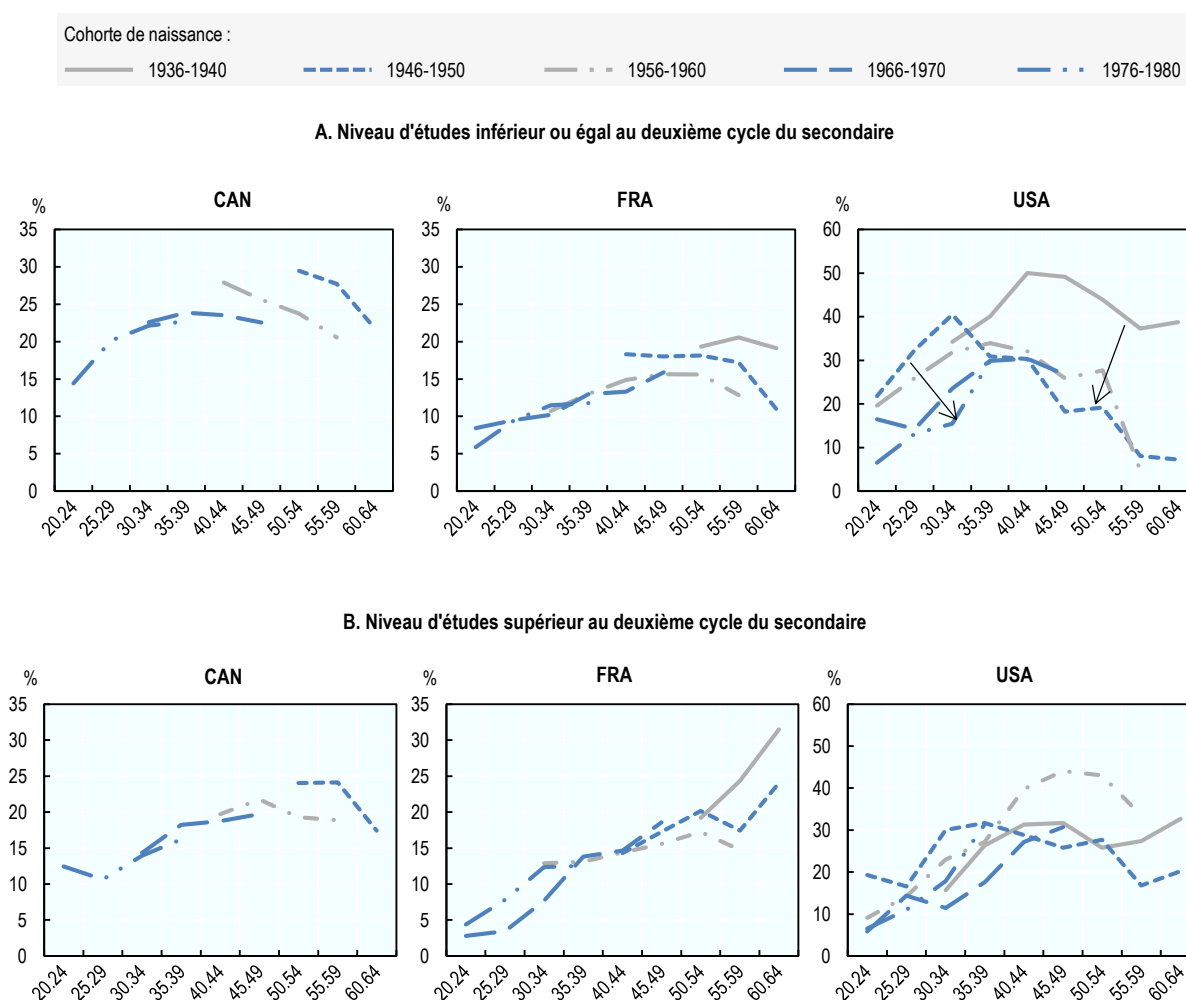 Cohorte de naissance :
1936-1940 1946-1950 1956-1960 1966-1970 1976-1980
A. Niveau d'études inférieur ou égal au deuxième cycle du secondaire
% CAN
35
30
25
20
15
10
5
0
20.24 25.29 30.34 35.39 40.44 45.49 50.54 55.59 60.64
% FRA
35
30
25
20
15
10
5
0
20.24 25.29 30.34 35.39 40.44 45.49 50.54 55.59 60.64
% USA
60
50
40
30
20
10
0
20.24 25.29 30.34 35.39 40.44 45.49 50.54 55.59 60.64
B. Niveau d'études supérieur au deuxième cycle du secondaire
% CAN
35
30
25
20
15
10
5
0
20.24 25.29 30.34 35.39 40.44 45.49 50.54 55.59 60.64
% FRA
35
30
25
20
15
10
5
0
20.24 25.29 30.34 35.39 40.44 45.49 50.54 55.59 60.64
% USA
60
50
40
30
20
10
0
20.24 25.29 30.34 35.39 40.44 45.49 50.54 55.59 60.64